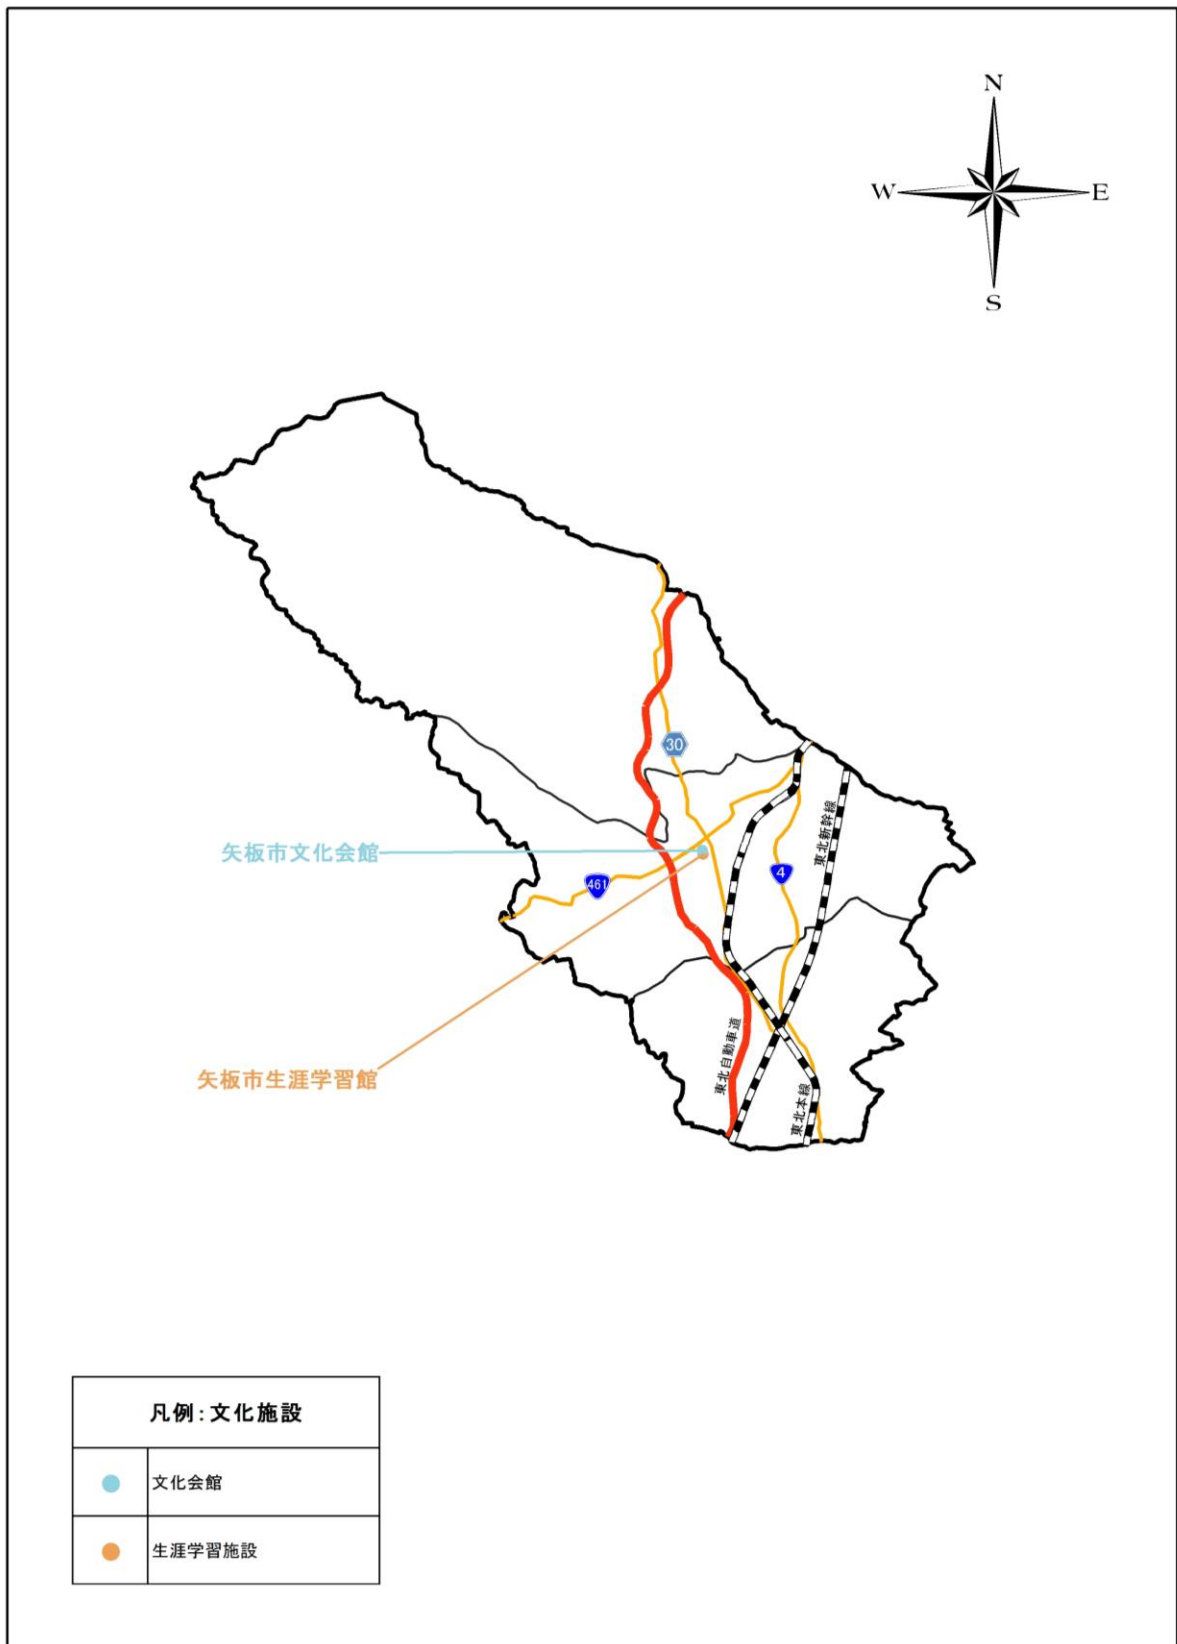 N
W
E
S
30
東北新幹線
矢板市文化会館
461
4
東北自動車道
矢板市生涯学習館
東北本線
凡例:文化施設
文化会館
生涯学習施設